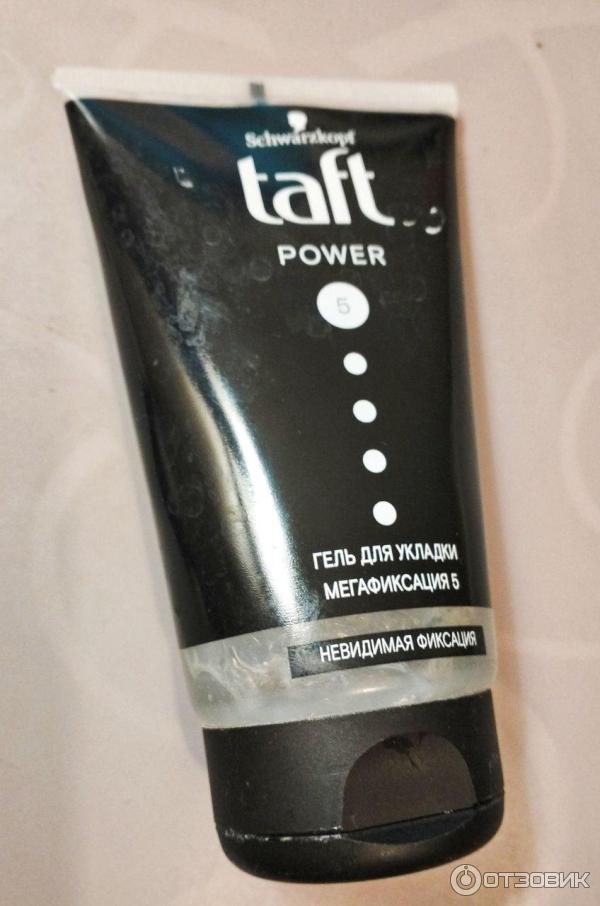 Schwarzkopf
taft
POWER
5
ГЕЛЬ ДЛЯ УКЛАДКИ
МЕГАФИКСАЦИЯ 5
НЕВИДИМАЯ ФИКСАЦИЯ
ОТЗОВИК